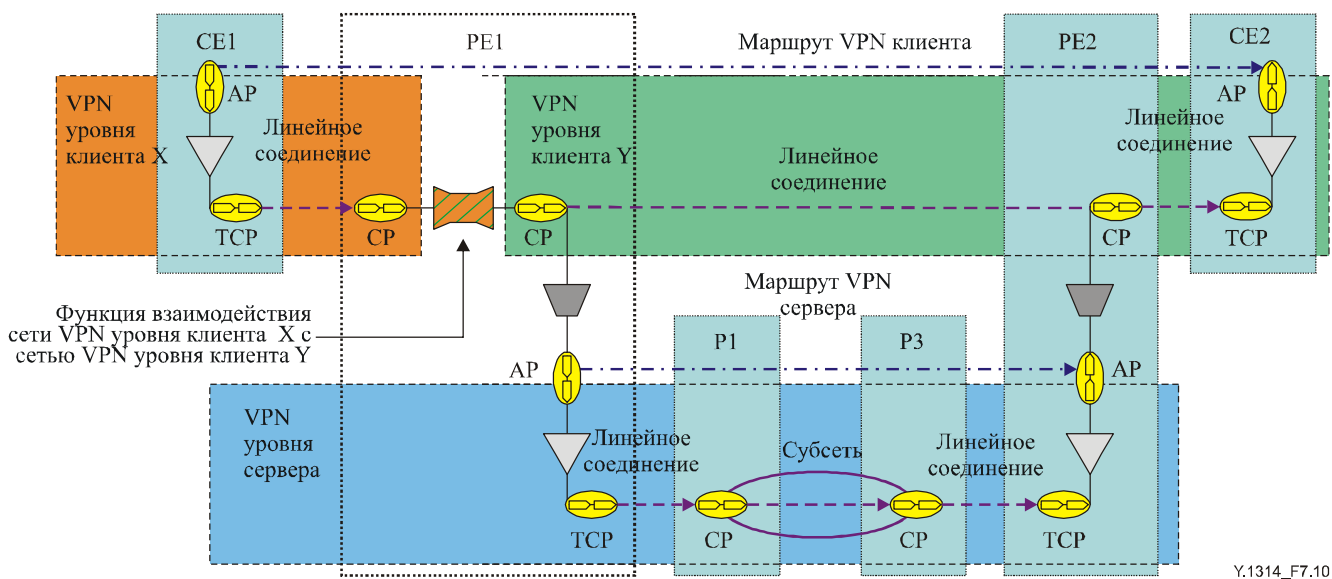 CE1
PE1
Маршрут VPN клиента
PE2
CE2
VPN
уровня
клиента X
AP
Линейное
соединение
TCP
CP
VPN
уровня
клиента Y
CP
Линейное
соединение
CP
Линейное
соединение
AP
TCP
Функция взаимодействия
сети VPN уровня клиента X с
сетью VPN уровня клиента Y
Маршрут VPN
сервера
P1
P3
AP
AP
VPN
уровня
сервера
Линейное
соединение
Субсеть
Линейное
соединение
TCP
CP
CP
TCP
Y.1314_F7.10